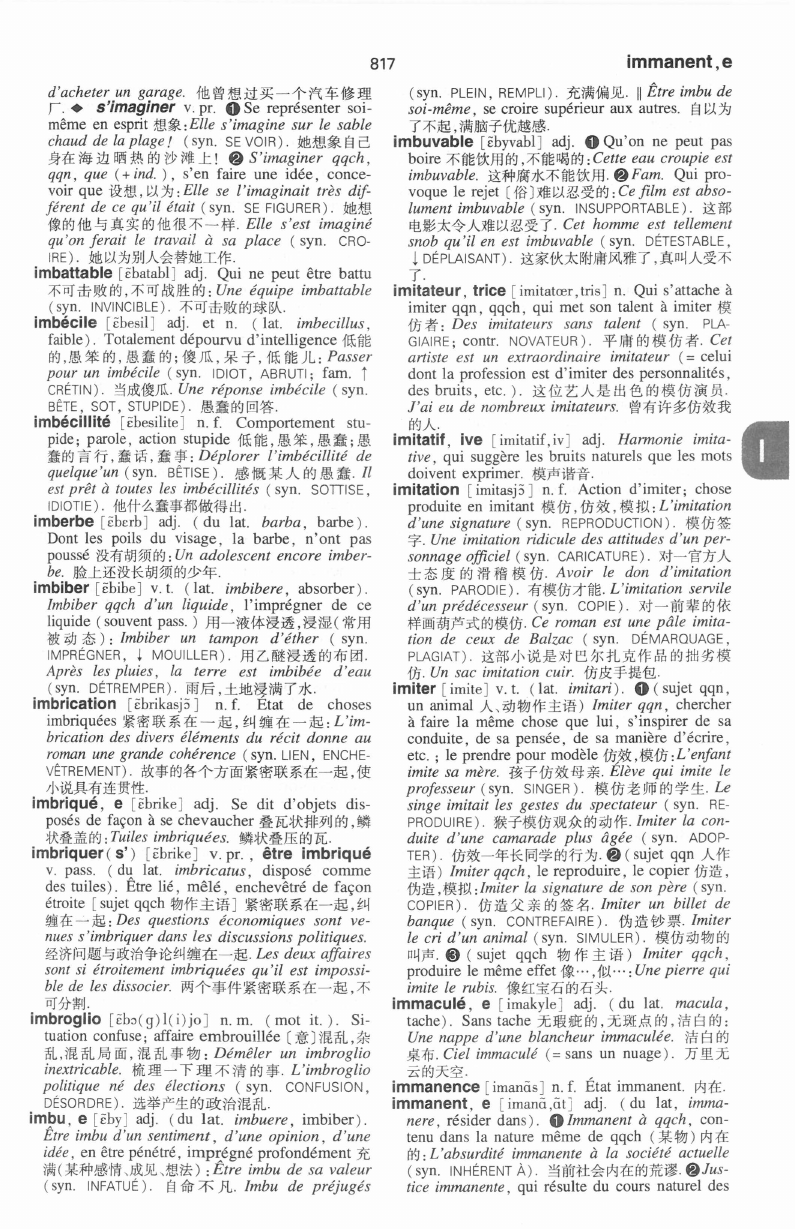 817
immanent,e
d'acheter un garage. 他曾想过买一个汽车修理
厂. ◆ s'imaginer v. pr. ❶ Se représenter soi-
même en esprit 想象:Elle s'imagine sur le sable
chaud de la plage! (syn. SE VOIR). 她想象自己
身在海边晒热的沙滩上! ❷ S'imaginer qqch,
qqn, que (+ ind. ), s'en faire une idée, conce-
voir que 设想,以为:Elle se l'imaginait très dif-
férent de ce qu'il était (syn. SE FIGURER). 她想
像的他与真实的他很不一样. Elle s'est imaginé
qu'on ferait le travail à sa place ( syn. CRO-
IRE). 她以为别人会替她工作.
imbattable [ɛ̃batabl] adj. Qui ne peut être battu
不可击败的,不可战胜的:Une équipe imbattable
(syn. INVINCIBLE). 不可击败的球队.
imbécile [ɛ̃besil] adj. et n. ( lat. imbecillus,
faible). Totalement dépourvu d'intelligence 低能
的,愚笨的,愚蠢的;傻瓜,呆子,低能儿: Passer
pour un imbécile (syn. IDIOT, ABRUTI; fam. ↑
CRÉTIN). 当成傻瓜. Une réponse imbécile (syn.
BÊTE, SOT, STUPIDE). 愚蠢的回答.
imbécillité [ɛ̃besilite] n. f. Comportement stu-
pide; parole, action stupide 低能,愚笨,愚蠢;愚
蠢的言行,蠢话,蠢事: Déplorer l'imbécillité de
quelque'un (syn. BÊTISE). 感慨某人的愚蠢. Il
est prêt à toutes les imbécillités (syn. SOTTISE,
IDIOTIE). 他什么蠢事都做得出.
imberbe [ɛ̃bɛrb] adj. ( du lat. barba, barbe).
Dont les poils du visage, la barbe, n'ont pas
poussé 没有胡须的:Un adolescent encore imber-
be. 脸上还没长胡须的少年.
imbiber [ɛ̃bibe] v. t. (lat. imbibere, absorber).
Imbiber qqch d'un liquide, l'imprégner de ce
liquide (souvent pass. ) 用一液体浸透,浸湿(常用
被动态): Imbiber un tampon d'éther ( syn.
IMPRÉGNER, ↓ MOUILLER). 用乙醚浸透的布团.
Après les pluies, la terre est imbibée d'eau
(syn. DÉTREMPER). 雨后,土地浸满了水.
imbrication [ɛ̃brikasjɔ̃] n. f. État de choses
imbriquées 紧密联系在一起,纠缠在一起:L'im-
brication des divers éléments du récit donne au
roman une grande cohérence (syn. LIEN, ENCHE-
VÊTREMENT). 故事的各个方面紧密联系在一起,使
小说具有连贯性.
imbriqué, e [ɛ̃brike] adj. Se dit d'objets dis-
posés de façon à se chevaucher 叠瓦状排列的,鳞
状叠盖的:Tuiles imbriquées. 鳞状叠压的瓦.
imbriquer( s') [ɛ̃brike] v. pr. , être imbriqué
v. pass. ( du lat. imbricatus, disposé comme
des tuiles). Être lié, mêlé, enchevêtré de façon
étroite [sujet qqch 物作主语] 紧密联系在一起,纠
缠在一起:Des questions économiques sont ve-
nues s'imbriquer dans les discussions politiques.
经济问题与政治争论纠缠在一起. Les deux affaires
sont si étroitement imbriquées qu'il est impossi-
ble de les dissocier. 两个事件紧密联系在一起,不
可分割.
imbroglio [ɛ̃bɔ(g)l(i)jo] n. m. ( mot it. ). Si-
tuation confuse; affaire embrouillée [意]混乱,杂
乱,混乱局面,混乱事物: Démêler un imbroglio
inextricable. 梳理一下理不清的事. L'imbroglio
politique né des élections ( syn. CONFUSION,
DÉSORDRE). 选举产生的政治混乱.
imbu, e [ɛ̃by] adj. (du lat. imbuere, imbiber).
Être imbu d'un sentiment, d'une opinion, d'une
idée, en être pénétré, imprégné profondément 充
满(某种感情、成见、想法):Être imbu de sa valeur
(syn. INFATUÉ). 自命不凡. Imbu de préjugés
(syn. PLEIN, REMPLI). 充满偏见. ‖ Être imbu de
soi-même, se croire supérieur aux autres. 自以为
了不起,满脑子优越感.
imbuvable [ɛ̃byvabl] adj. ❶ Qu'on ne peut pas
boire 不能饮用的,不能喝的:Cette eau croupie est
imbuvable. 这种腐水不能饮用. ❷ Fam. Qui pro-
voque le rejet [俗]难以忍受的:Ce film est abso-
lument imbuvable (syn. INSUPPORTABLE). 这部
电影太令人难以忍受了. Cet homme est tellement
snob qu'il en est imbuvable (syn. DÉTESTABLE,
↓ DÉPLAISANT). 这家伙太附庸风雅了,真叫人受不
了.
imitateur, trice [imitatœr,tris] n. Qui s'attache à
imiter qqn, qqch, qui met son talent à imiter 模
仿者: Des imitateurs sans talent ( syn. PLA-
GIAIRE; contr. NOVATEUR). 平庸的模仿者. Cet
artiste est un extraordinaire imitateur (= celui
dont la profession est d'imiter des personnalités,
des bruits, etc. ). 这位艺人是出色的模仿演员.
J'ai eu de nombreux imitateurs. 曾有许多仿效我
的人.
imitatif, ive [imitatif,iv] adj. Harmonie imita-
tive, qui suggère les bruits naturels que les mots
doivent exprimer. 模声谐音.
imitation [imitasjɔ̃] n. f. Action d'imiter; chose
produite en imitant 模仿,仿效,模拟:L'imitation
d'une signature (syn. REPRODUCTION). 模仿签
字. Une imitation ridicule des attitudes d'un per-
sonnage officiel (syn. CARICATURE). 对一官方人
士态度的滑稽模仿. Avoir le don d'imitation
(syn. PARODIE). 有模仿才能. L'imitation servile
d'un prédécesseur (syn. COPIE). 对一前辈的依
样画葫芦式的模仿. Ce roman est une pâle imita-
tion de ceux de Balzac ( syn. DÉMARQUAGE,
PLAGIAT). 这部小说是对巴尔扎克作品的拙劣模
仿. Un sac imitation cuir. 仿皮手提包.
imiter [imite] v. t. (lat. imitari). ❶ (sujet qqn,
un animal 人、动物作主语) Imiter qqn, chercher
à faire la même chose que lui, s'inspirer de sa
conduite, de sa pensée, de sa manière d'écrire,
etc. ; le prendre pour modèle 仿效,模仿:L'enfant
imite sa mère. 孩子仿效母亲. Élève qui imite le
professeur (syn. SINGER). 模仿老师的学生. Le
singe imitait les gestes du spectateur (syn. RE-
PRODUIRE). 猴子模仿观众的动作. Imiter la con-
duite d'une camarade plus âgée ( syn. ADOP-
TER). 仿效一年长同学的行为. ❷ (sujet qqn 人作
主语) Imiter qqch, le reproduire, le copier 仿造,
伪造,模拟:Imiter la signature de son père (syn.
COPIER). 仿造父亲的签名. Imiter un billet de
banque (syn. CONTREFAIRE). 伪造钞票. Imiter
le cri d'un animal (syn. SIMULER). 模仿动物的
叫声. ❸ ( sujet qqch 物作主语) Imiter qqch,
produire le même effet 像…,似…:Une pierre qui
imite le rubis. 像红宝石的石头.
immaculé, e [imakyle] adj. ( du lat. macula,
tache). Sans tache 无瑕疵的,无斑点的,洁白的:
Une nappe d'une blancheur immaculée. 洁白的
桌布. Ciel immaculé (= sans un nuage). 万里无
云的天空.
immanence [imanɑ̃s] n. f. État immanent. 内在.
immanent, e [imanɑ̃,ɑ̃t] adj. (du lat, imma-
nere, résider dans). ❶ Immanent à qqch, con-
tenu dans la nature même de qqch (某物)内在
的:L'absurdité immanente à la société actuelle
(syn. INHÉRENT À). 当前社会内在的荒谬. ❷ Jus-
tice immanente, qui résulte du cours naturel des
I